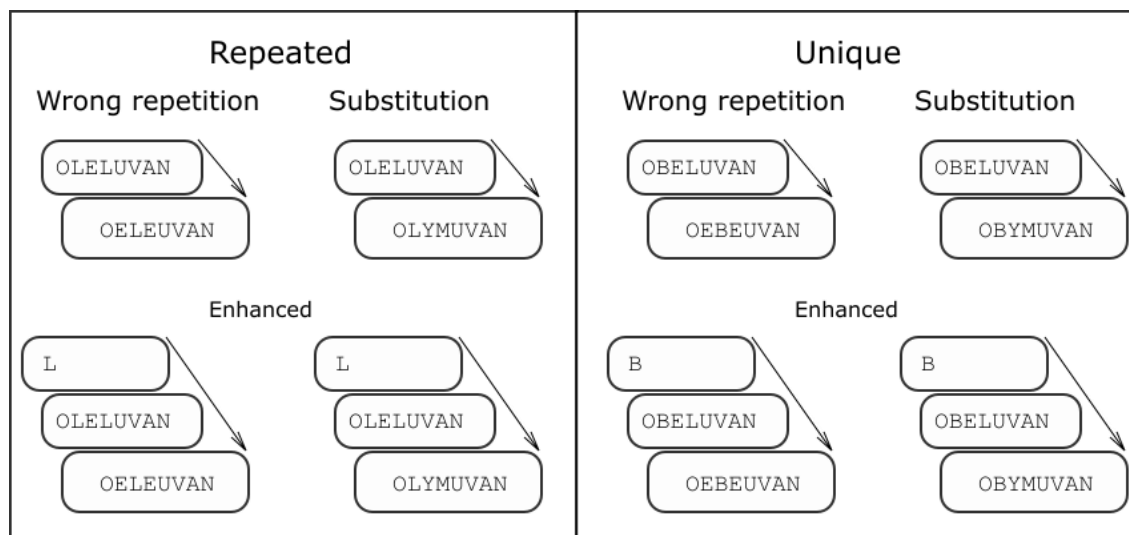 Repeated
Wrong repetition Substitution
OLELUVAN OLELUVAN
OELEUVAN OLYMUVAN
Enhanced
L L
OLELUVAN OLELUVAN
OELEUVAN OLYMUVAN
Unique
Wrong repetition Substitution
OBELUVAN OBELUVAN
OEBEUVAN OBYMUVAN
Enhanced
B B
OBELUVAN OBELUVAN
OEBEUVAN OBYMUVAN